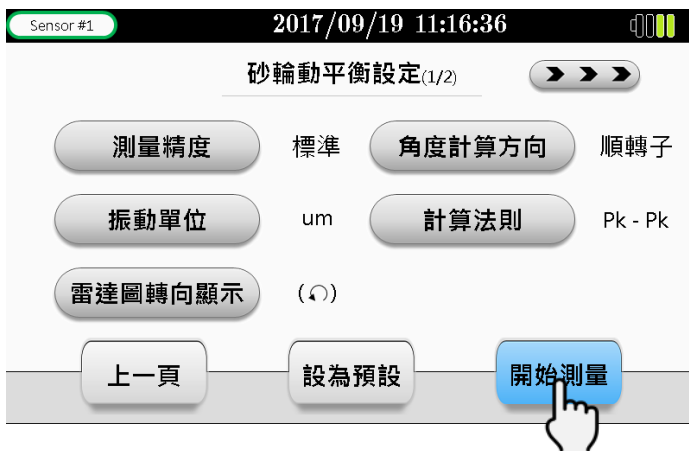 Sensor #1 2017/09/19 11:16:36
砂輪動平衡設定(1/2)
測量精度 標準 角度計算方向 順轉子
振動單位 um 計算法則 Pk - Pk
雷達圖轉向顯示 ( )
上一頁 設為預設 開始測量